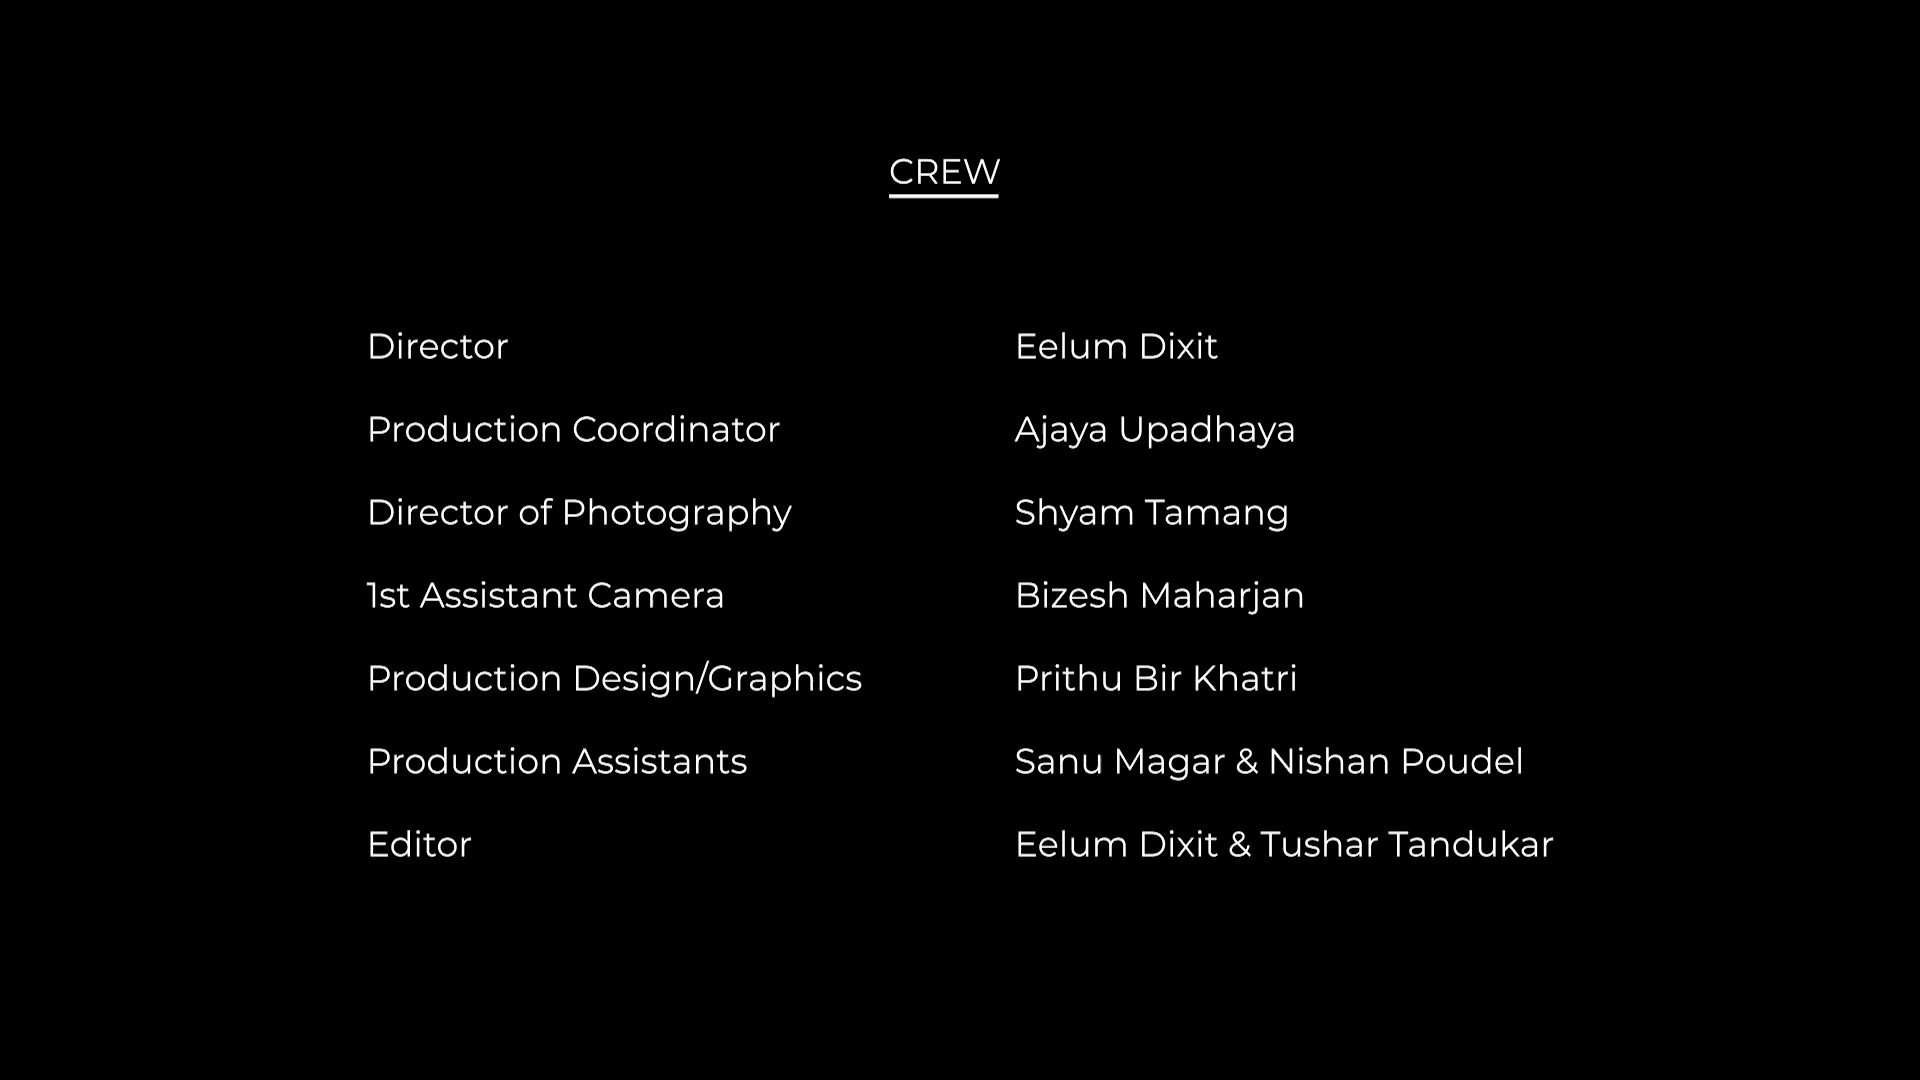 CREW
Director Eelum Dixit
Production Coordinator Ajaya Upadhaya
Director of Photography Shyam Tamang
1st Assistant Camera Bizesh Maharjan
Production Design/Graphics Prithu Bir Khatri
Production Assistants Sanu Magar & Nishan Poudel
Editor Eelum Dixit & Tushar Tandukar